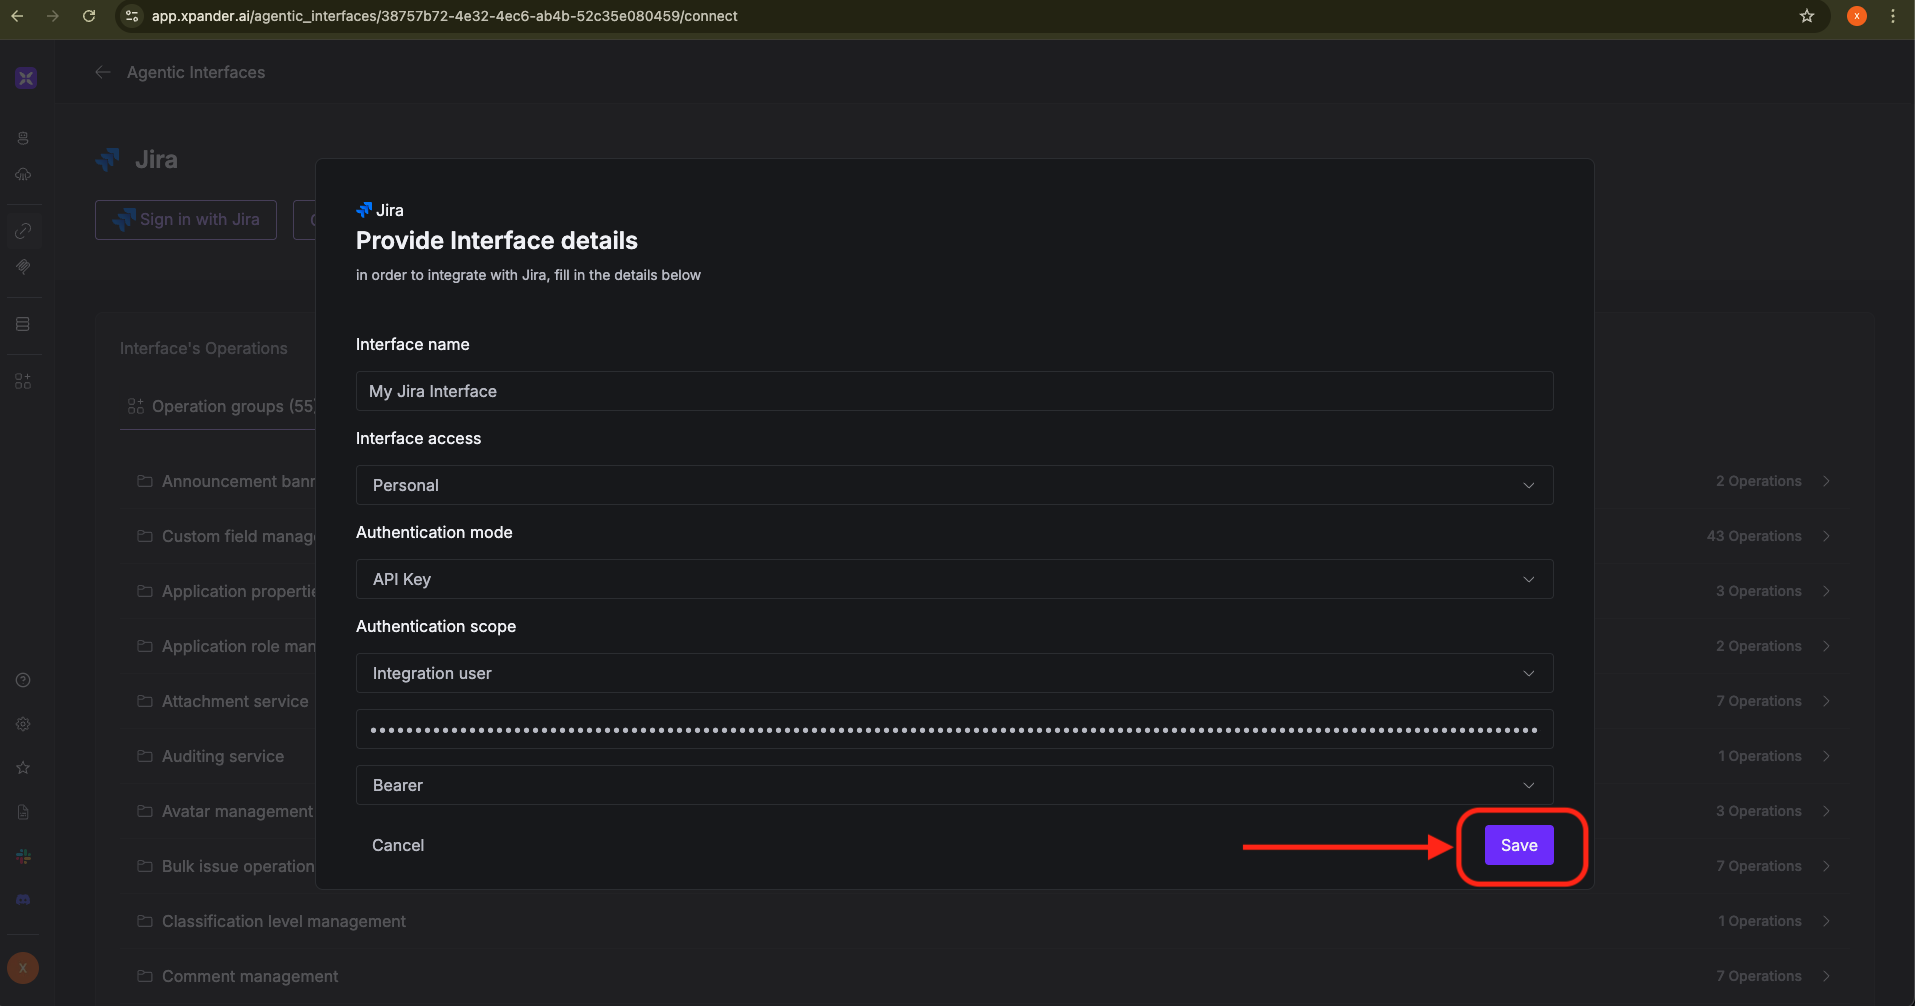 app.xpander.ai/agentic_interfaces/38757b72-4e32-4ec6-ab4b-52c35e080459/connect
x
Agentic Interfaces
Jira
Sign in with Jira
Jira
Provide Interface details
in order to integrate with Jira, fill in the details below
Interface name
My Jira Interface
Interface access
Personal
Authentication mode
API Key
Authentication scope
Integration user
Bearer
Cancel
Save
Interface's Operations
Operation groups (55)
Announcement bann
2 Operations
Custom field manag
43 Operations
Application propertie
3 Operations
Application role man
2 Operations
Attachment service
7 Operations
Auditing service
1 Operations
Avatar management
3 Operations
Bulk issue operation
7 Operations
Classification level management
1 Operations
Comment management
7 Operations
X